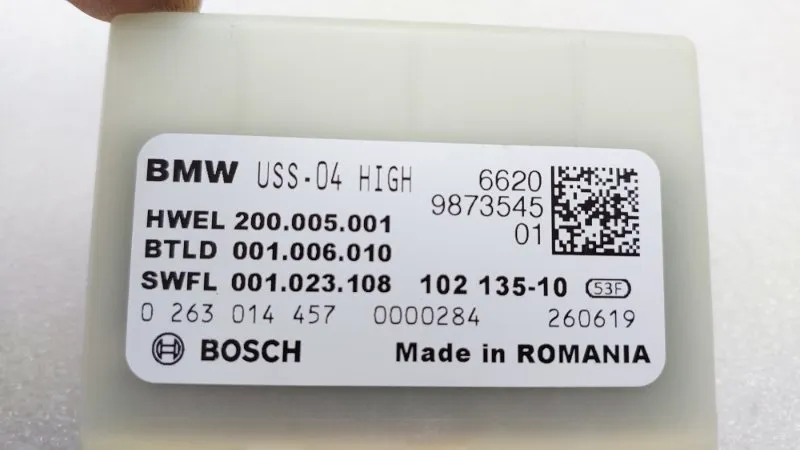 BMW USS-04 HIGH 6620
9873545
HWEL 200.005.001 01
BTLD 001.006.010
SWFL 001.023.108 102 135-10 53F
0 263 014 457 0000284 260619
BOSCH Made in ROMANIA